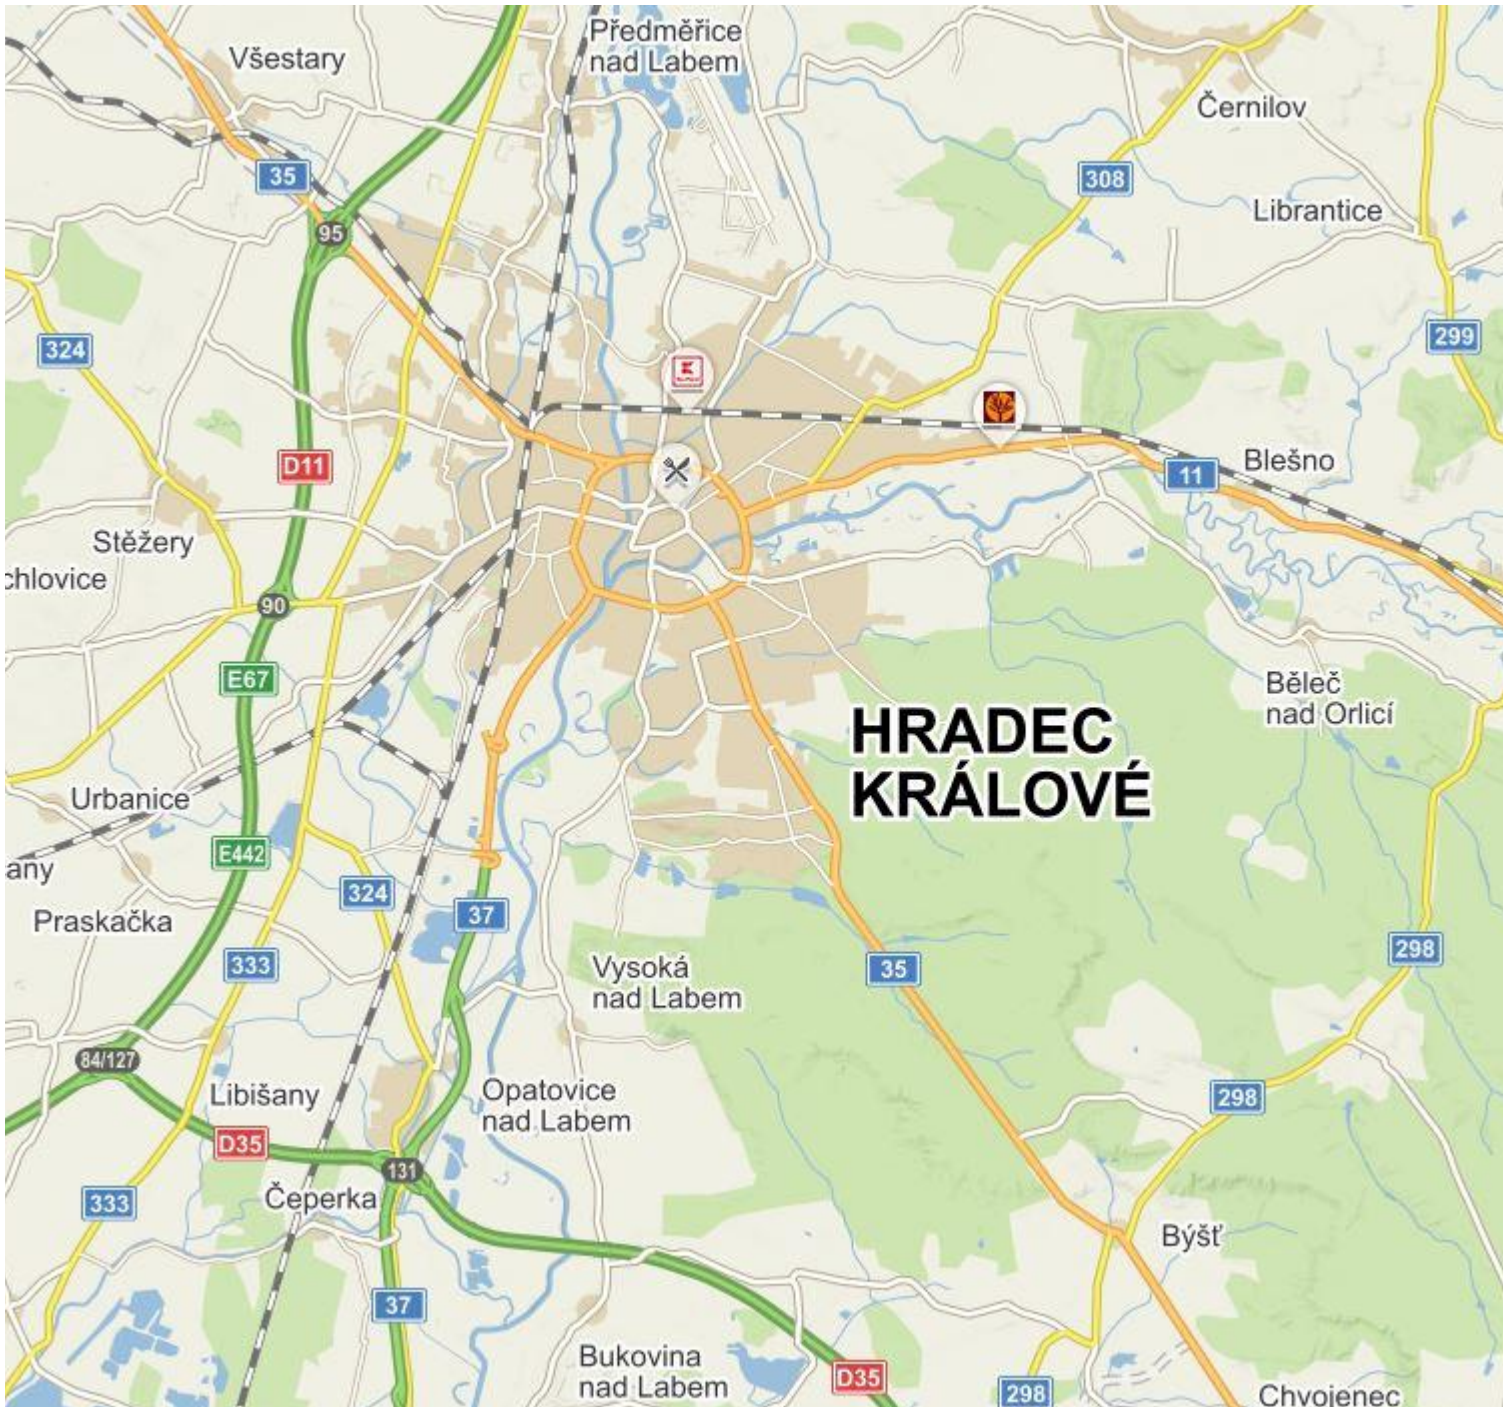 Předměřice
nad Labem
Všestary
Černilov
35
308
Librantice
95
324
299
D11
Blešno
11
Stěžery
chlovice
90
E67
Běleč
nad Orlicí
HRADEC
KRÁLOVÉ
Urbanice
E442
any
324
37
Praskačka
298
333
Vysoká
nad Labem
35
84/127
Libišany
Opatovice
nad Labem
298
D35
131
333
Čeperka
Býšť
37
Bukovina
nad Labem
D35
298
Chvojenec